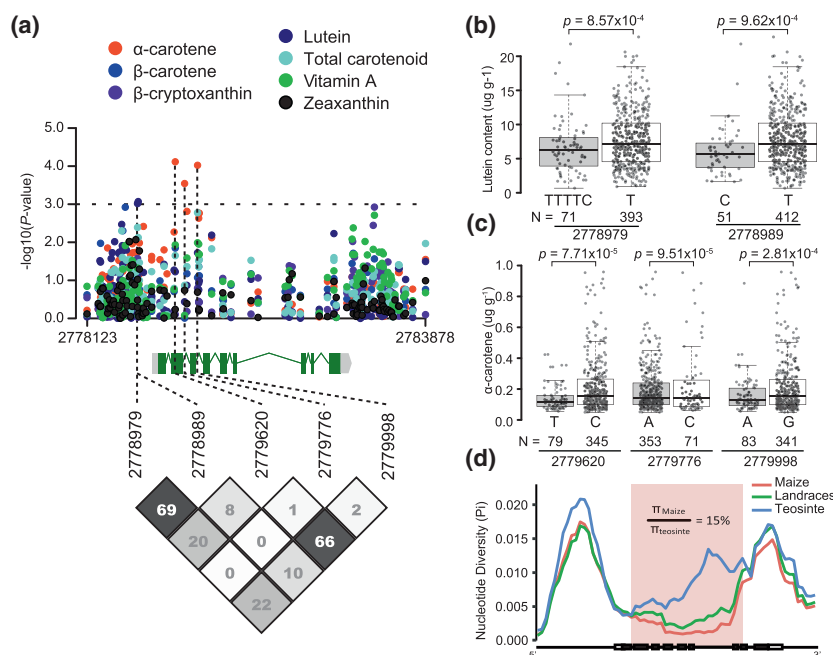 (a)
α-carotene
β-carotene
β-cryptoxanthin
Lutein
Total carotenoid
Vitamin A
Zeaxanthin
-log10(P-value)
5.0
4.0
3.0
2.0
1.0
0.0
2778123
2783878
2778979
2778989
2779620
2779776
2779998
69
8
1
2
20
0
66
0
10
22
(b)
p = 8.57x10-4
p = 9.62x10-4
Lutein content (ug g-1)
25
20
15
10
5
0
TTTTC
T
C
T
N =
71
393
51
412
2778979
2778989
(c)
p = 7.71x10-5
p = 9.51x10-5
p = 2.81x10-4
α-carotene (ug g-1)
1.0
0.8
0.6
0.4
0.2
0.0
T
C
A
C
A
G
N =
79
345
353
71
83
341
2779620
2779776
2779998
(d)
Maize
Landraces
Teosinte
Nucleotide Diversity (Pi)
0.020
0.015
0.010
0.005
0.000
π Maize
π teosinte
= 15%